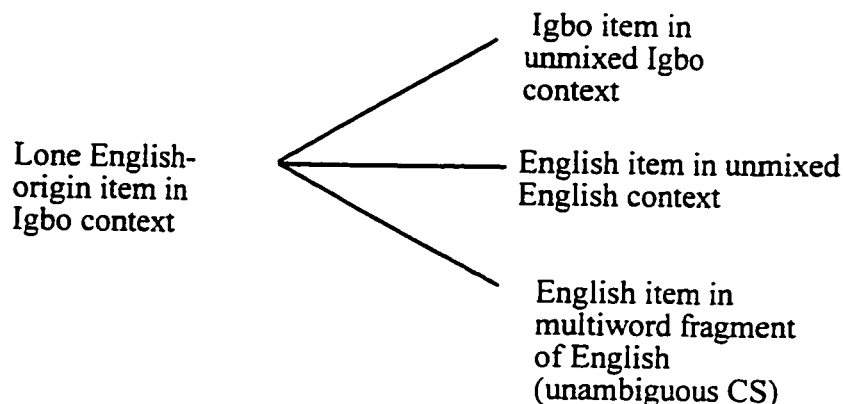 Lone English-
origin item in
Igbo context
Igbo item in
unmixed Igbo
context
English item in unmixed
English context
English item in
multiword fragment
of English
(unambiguous CS)